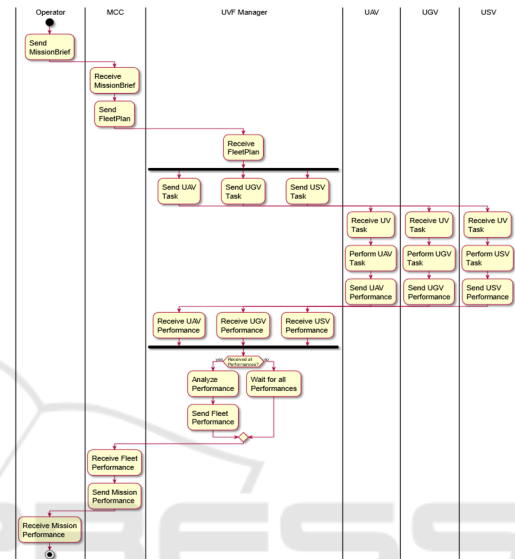 Operator MCC UVF Manager UAV UGV USV
Send
MissionBrief
Receive
MissionBrief
Send
FleetPlan
Receive
FleetPlan
Send UAV
Task
Send UGV
Task
Send USV
Task
Receive UV
Task
Receive UV
Task
Receive UV
Task
Perform UAV
Task
Perform UGV
Task
Perform USV
Task
Send UAV
Performance
Send UGV
Performance
Send USV
Performance
Receive UAV
Performance
Receive UGV
Performance
Receive USV
Performance
yes
Received all
Performances?
no
Analyze
Performance
Wait for all
Performances
Send Fleet
Performance
Receive Fleet
Performance
Send Mission
Performance
Receive Mission
Performance